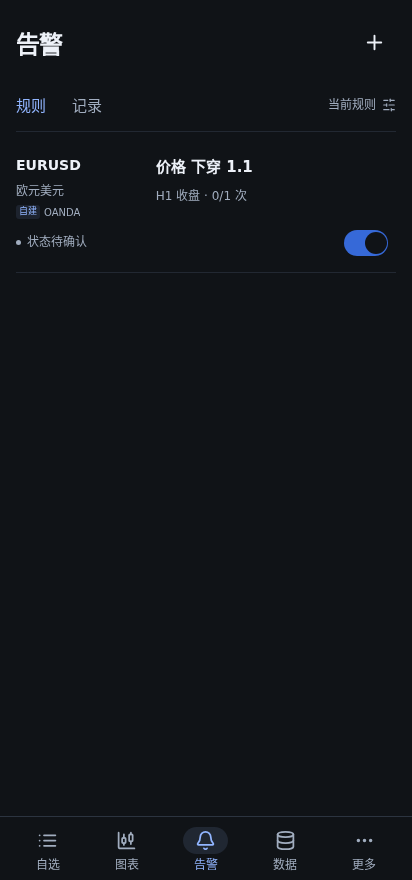 告警
规则 记录 当前规则
EURUSD 价格 下穿 1.1
欧元美元 H1 收盘 · 0/1 次
自建 OANDA
状态待确认
自选 图表 告警 数据 更多